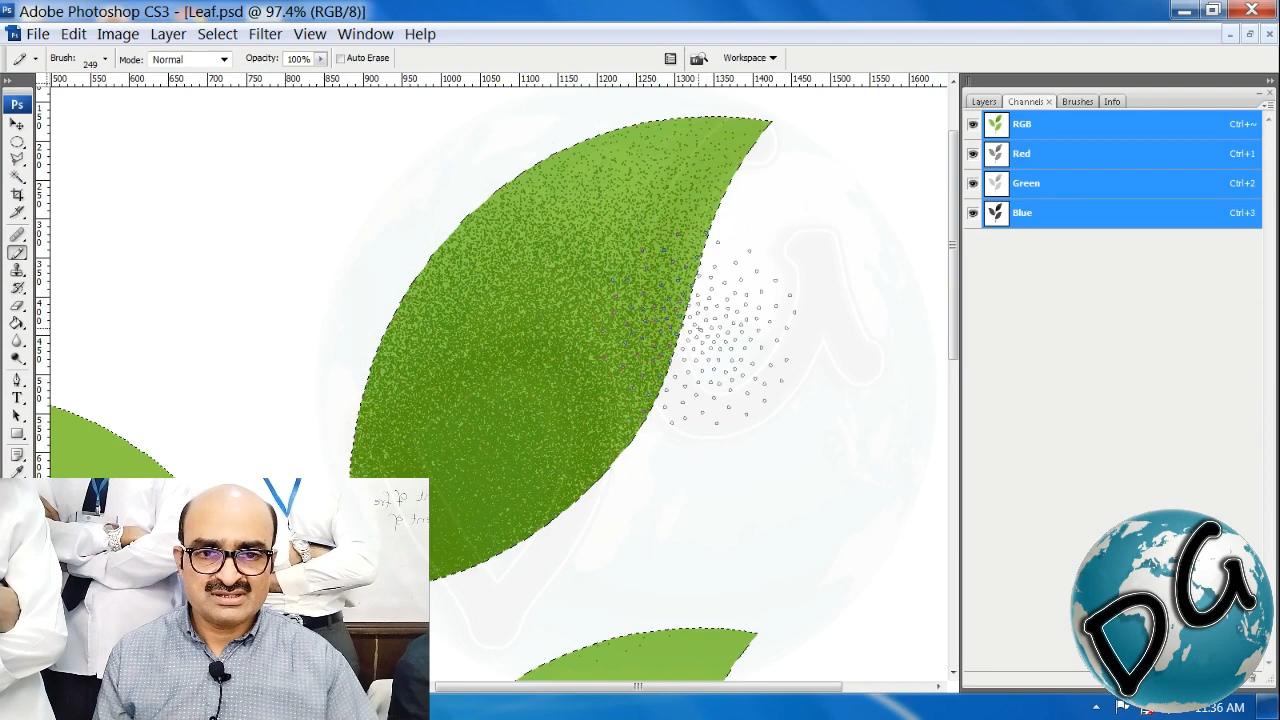 Adobe Photoshop CS3 - [Leaf.psd @ 97.4% (RGB/8)]
File Edit Image Layer Select Filter View Window Help
Brush: 249 Mode: Normal Opacity: 100% Auto Erase Workspace
500 550 600 650 700 750 800 850 900 950 1000 1050 1100 1150 1200 1250 1300 1350 1400 1450 1500 1550 1600
Ps
Layers Channels Brushes Info
RGB Ctrl+~
Red Ctrl+1
Green Ctrl+2
Blue Ctrl+3
DU
11:36 AM